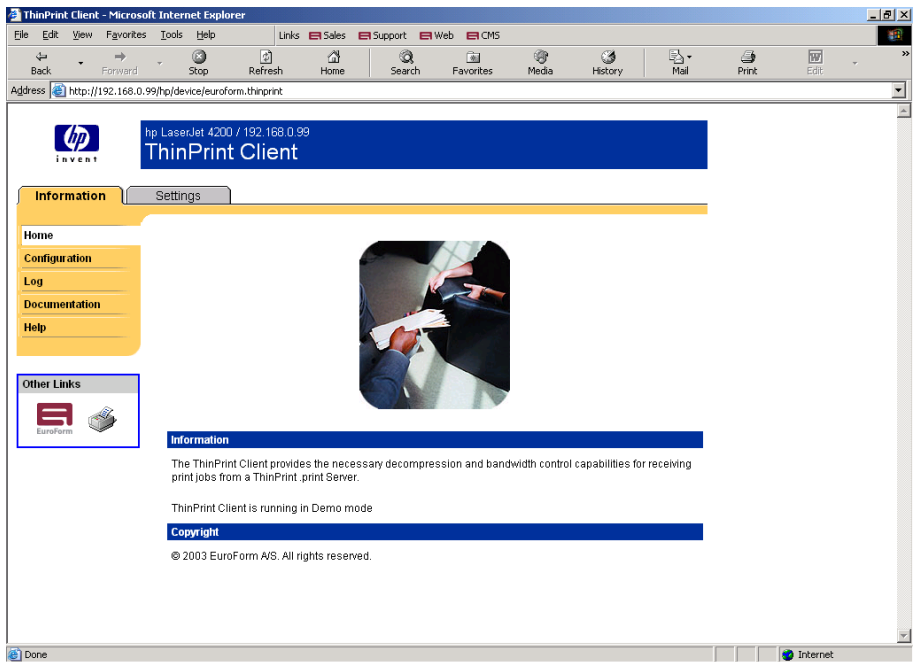 ThinPrint Client - Microsoft Internet Explorer
File Edit View Favorites Tools Help Links Sales Support Web CMS
Back Forward Stop Refresh Home Search Favorites Media History Mail Print Edit
Address http://192.168.0.99/hp/device/euroform.thinprint
hp
invent
hp LaserJet 4200 / 192.168.0.99
ThinPrint Client
Information Settings
Home
Configuration
Log
Documentation
Help
Other Links
EuroForm
Information
The ThinPrint Client provides the necessary decompression and bandwidth control capabilities for receiving
print jobs from a ThinPrint .print Server.
ThinPrint Client is running in Demo mode
Copyright
© 2003 EuroForm A/S. All rights reserved.
Done Internet